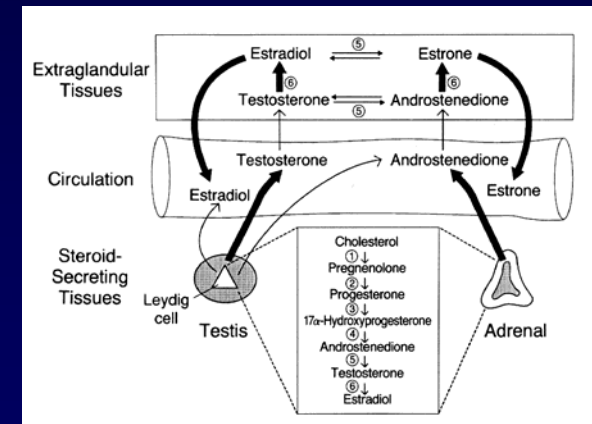 Extraglandular
Tissues
Estradiol
⑤
Estrone
⑥
⑥
Testosterone
⑤
Androstenedione
Circulation
Testosterone
Androstenedione
Estradiol
Estrone
Steroid-
Secreting
Tissues
Leydig
cell
Testis
Cholesterol
①
Pregnenolone
②
Progesterone
③
17α-Hydroxyprogesterone
④
Androstenedione
⑤
Testosterone
⑥
Estradiol
Adrenal